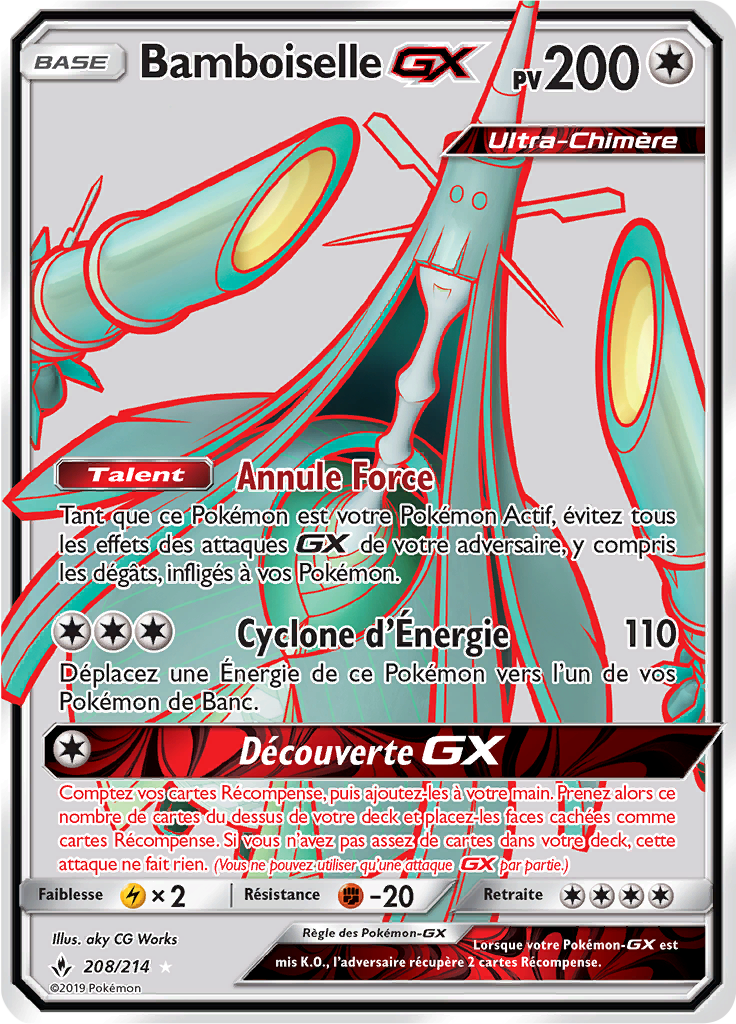 BASE
Bamboiselle GX
PV 200
Ultra-Chimère
Talent
Annule Force
Tant que ce Pokémon est votre Pokémon Actif, évitez tous
les effets des attaques GX de votre adversaire, y compris
les dégâts, infligés à vos Pokémon.
Cyclone d'Énergie 110
Déplacez une Énergie de ce Pokémon vers l'un de vos
Pokémon de Banc.
Découverte GX
Comptez vos cartes Récompense, puis ajoutez-les à votre main. Prenez alors ce
nombre de cartes du dessus de votre deck et placez-les faces cachées comme
cartes Récompense. Si vous n'avez pas assez de cartes dans votre deck, cette
attaque ne fait rien. (Vous ne pouvez utiliser qu'une attaque GX par partie.)
Faiblesse × 2 Résistance -20 Retraite
Illus. aky CG Works
208/214
©2019 Pokémon
Règle des Pokémon-GX
Lorsque votre Pokémon-GX est
mis K.O., l'adversaire récupère 2 cartes Récompense.